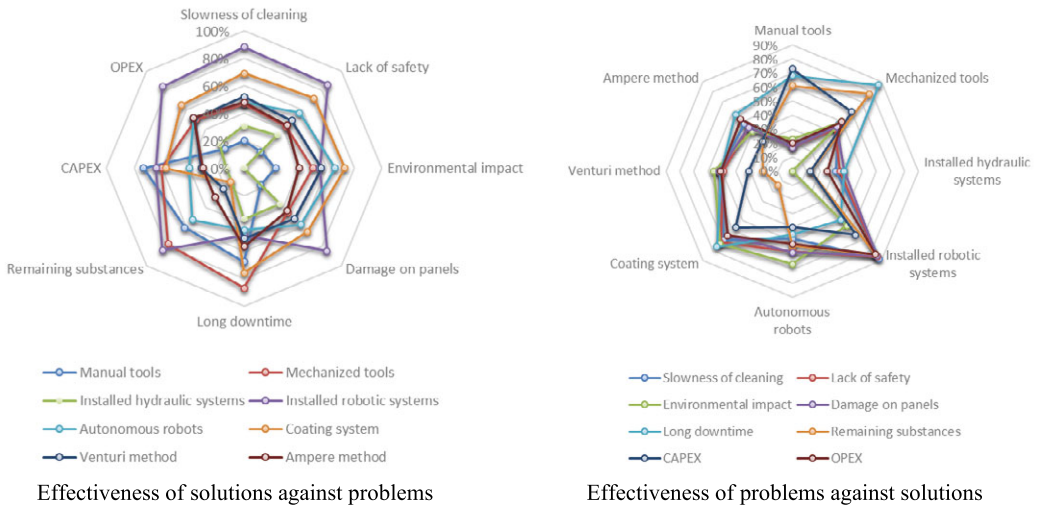 Slowness of cleaning
100%
80%
60%
40%
20%
0%
Lack of safety
Environmental impact
Damage on panels
Long downtime
Remaining substances
CAPEX
OPEX
Manual tools
Mechanized tools
Installed hydraulic systems
Installed robotic systems
Autonomous robots
Coating system
Venturi method
Ampere method
Effectiveness of solutions against problems
Manual tools
90%
80%
70%
60%
50%
40%
30%
20%
10%
0%
Mechanized tools
Installed hydraulic
systems
Installed robotic
systems
Autonomous
robots
Coating system
Venturi method
Ampere method
Slowness of cleaning
Lack of safety
Environmental impact
Damage on panels
Long downtime
Remaining substances
CAPEX
OPEX
Effectiveness of problems against solutions